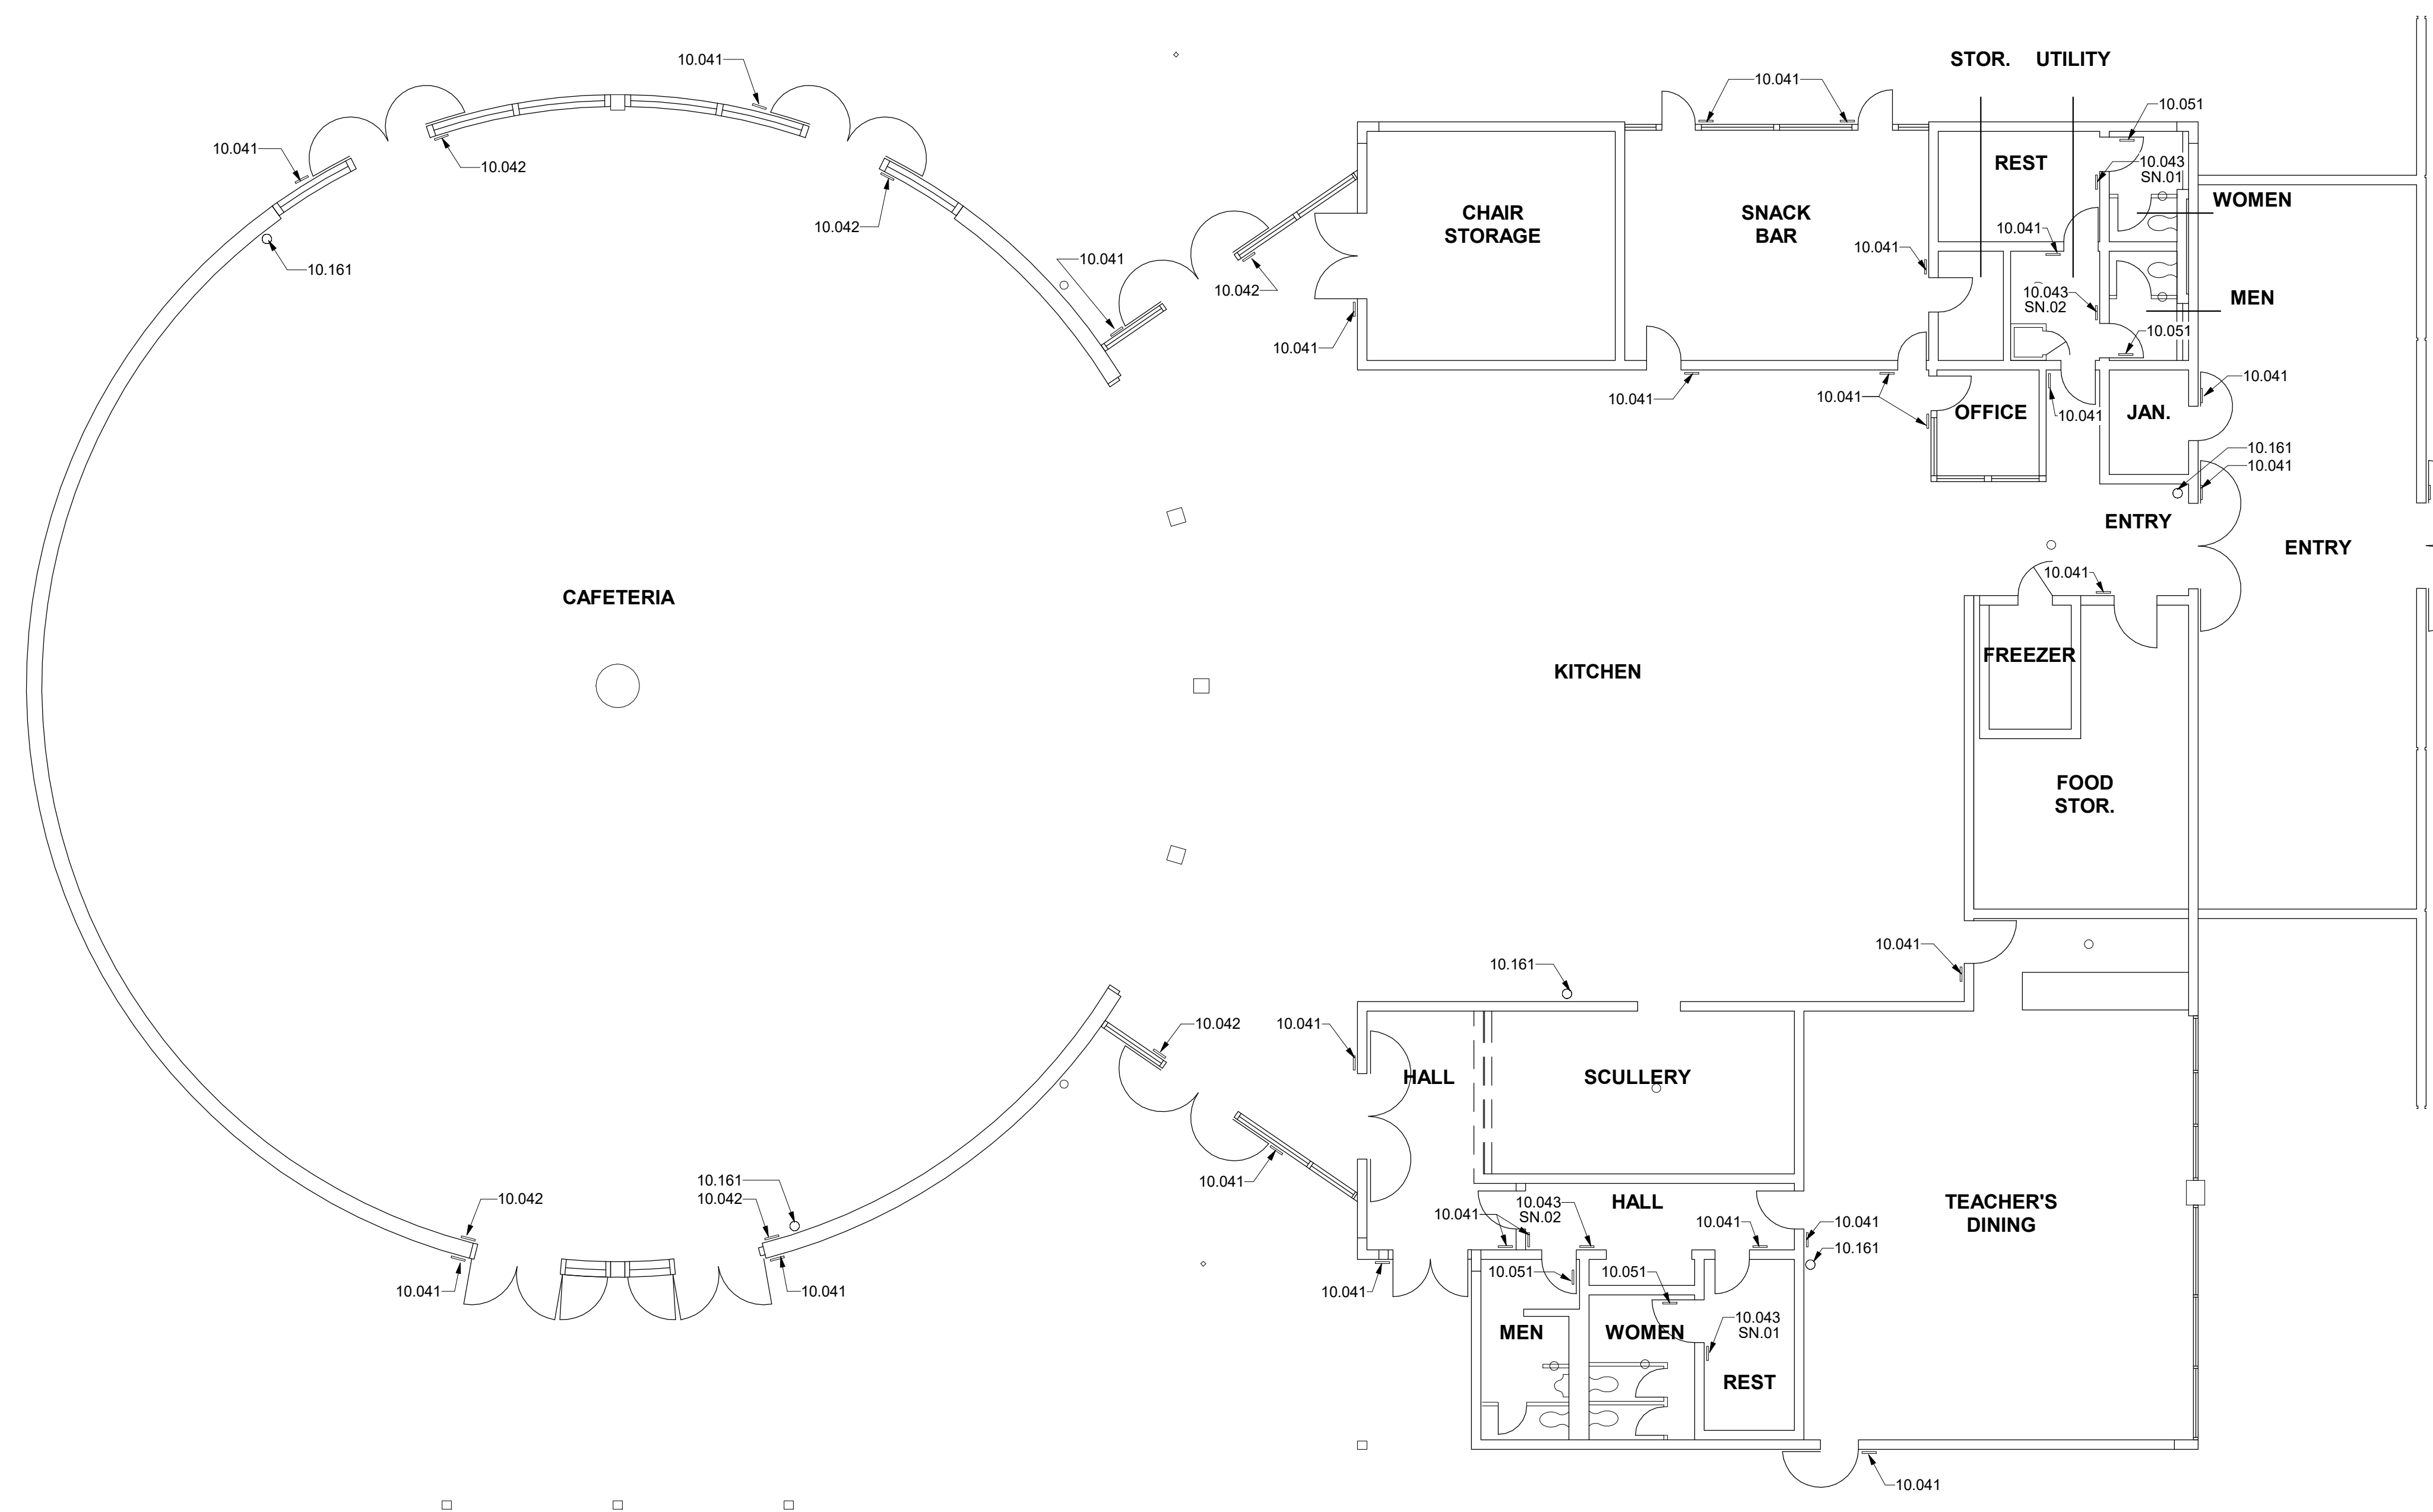 STOR. UTILITY
10.041
10.041
10.051
10.041
10.042
REST
10.043
SN.01
WOMEN
CHAIR
STORAGE
SNACK
BAR
10.042
10.041
10.041
10.041
10.161
10.042
10.043
SN.02
MEN
10.051
10.041
10.041
10.041
10.041
OFFICE
10.041
JAN.
10.161
10.041
ENTRY
ENTRY
10.041
CAFETERIA
FREEZER
KITCHEN
FOOD
STOR.
10.041
10.161
10.042
10.041
HALL
SCULLERY
10.161
10.041
10.042
10.042
10.043
SN.02
HALL
TEACHER'S
DINING
10.041
10.041
10.041
10.161
10.041
10.041
10.041
10.051
10.051
MEN
WOMEN
10.043
SN.01
REST
10.041